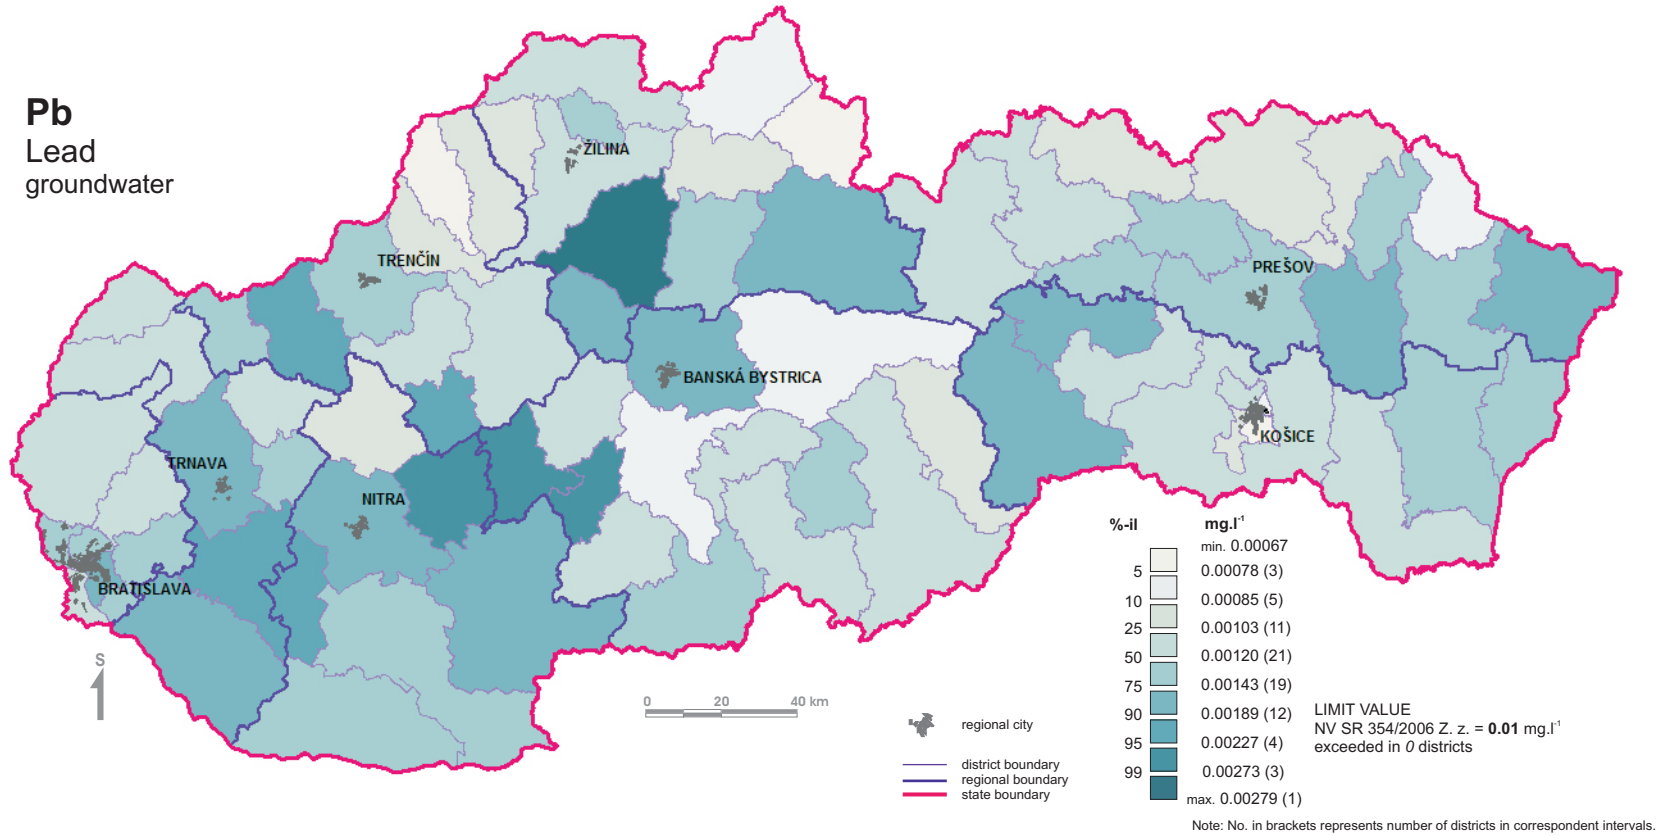 Pb
Lead
groundwater
ŽILINA
TRENČÍN
PREŠOV
BANSKÁ BYSTRICA
KOŠICE
TRNAVA
NITRA
BRATISLAVA
S
0 20 40 km
regional city
district boundary
regional boundary
state boundary
%-il mg.l-1
min. 0.00067
5 0.00078 (3)
10 0.00085 (5)
25 0.00103 (11)
50 0.00120 (21)
75 0.00143 (19)
90 0.00189 (12)
95 0.00227 (4)
99 0.00273 (3)
max. 0.00279 (1)
LIMIT VALUE
NV SR 354/2006 Z. z. = 0.01 mg.l-1
exceeded in 0 districts
Note: No. in brackets represents number of districts in correspondent intervals.